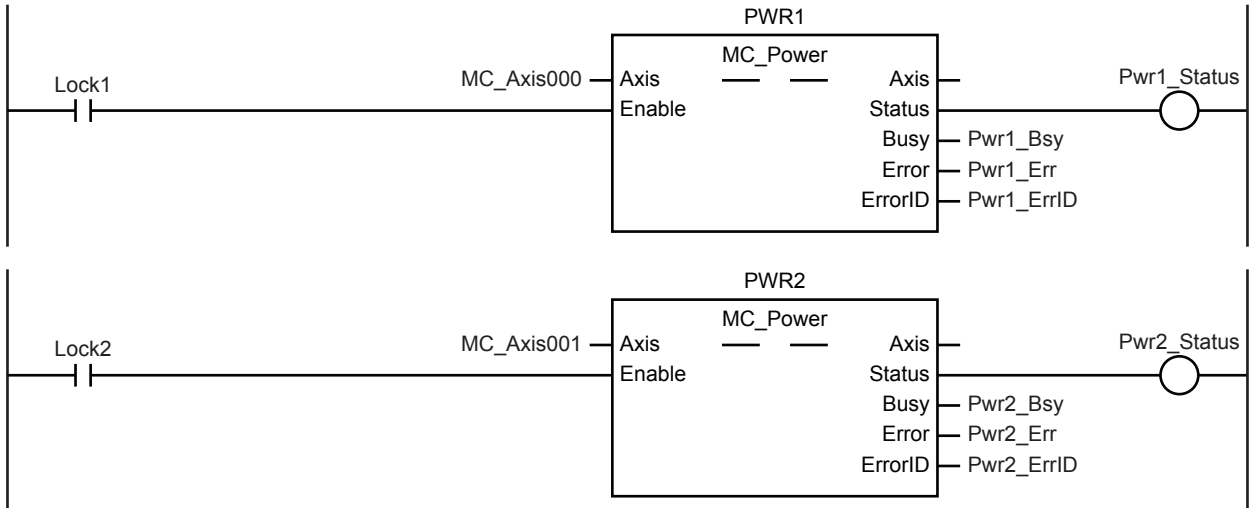 PWR1
MC_Power
Lock1
MC_Axis000 Axis Axis Pwr1_Status
Enable Status
Busy Pwr1_Bsy
Error Pwr1_Err
ErrorID Pwr1_ErrID
PWR2
MC_Power
Lock2
MC_Axis001 Axis Axis Pwr2_Status
Enable Status
Busy Pwr2_Bsy
Error Pwr2_Err
ErrorID Pwr2_ErrID